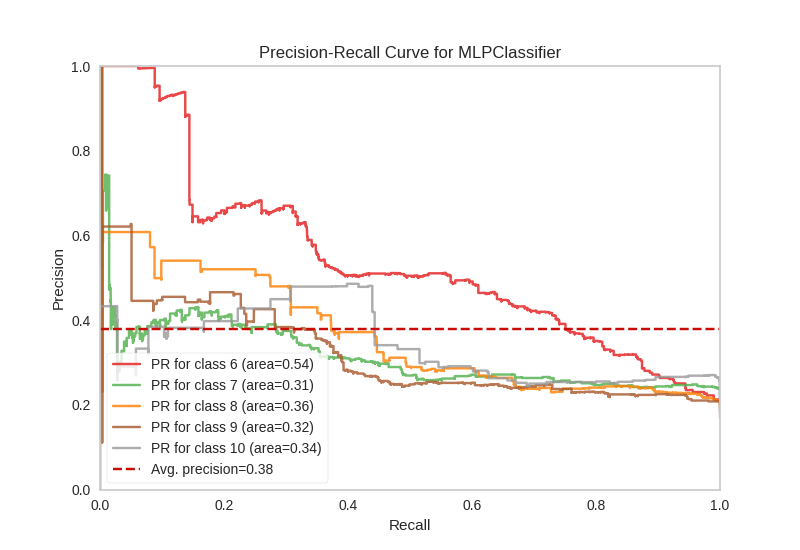 Precision-Recall Curve for MLPClassifier
1.0
0.8
0.6
0.4
0.2
0.0
Precision
PR for class 6 (area=0.54)
PR for class 7 (area=0.31)
PR for class 8 (area=0.36)
PR for class 9 (area=0.32)
PR for class 10 (area=0.34)
Avg. precision=0.38
0.0 0.2 0.4 0.6 0.8 1.0
Recall